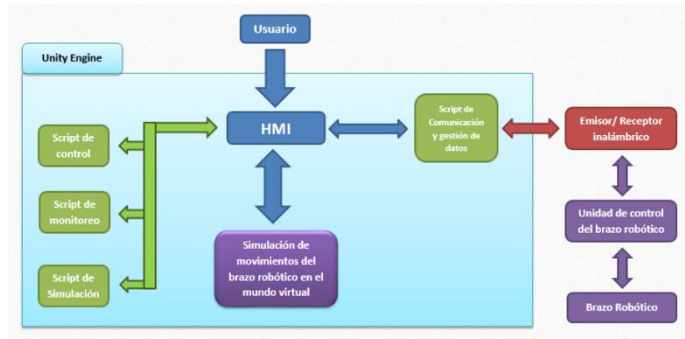 Usuario
Unity Engine
HMI
Script de
Comunicación
y gestión de
datos
Emisor/ Receptor
inalámbrico
Script de
control
Script de
monitoreo
Script de
Simulación
Simulación de
movimientos del
brazo robótico en el
mundo virtual
Unidad de control
del brazo robótico
Brazo Robótico